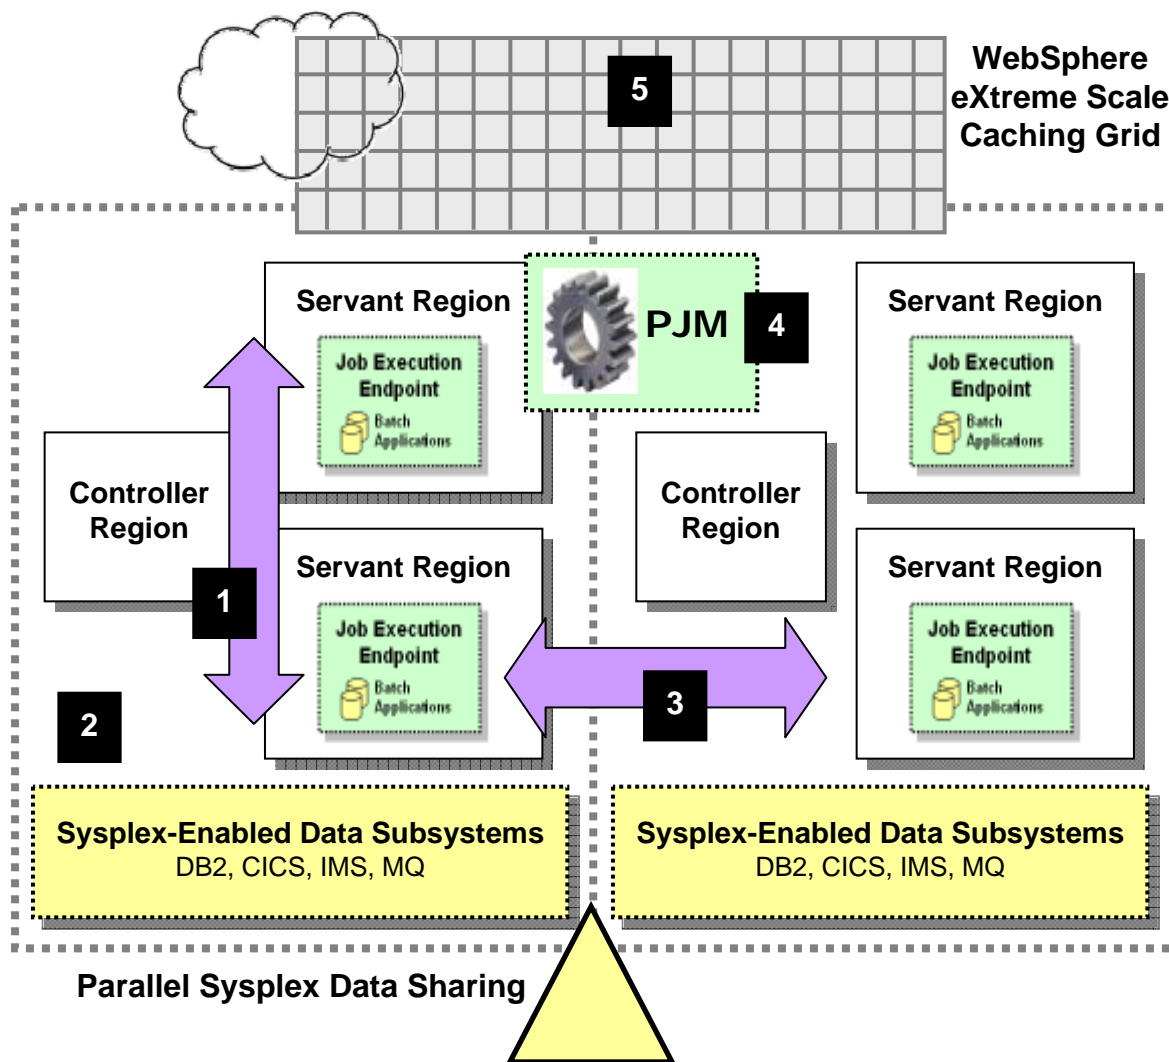 5
WebSphere
eXtreme Scale
Caching Grid
Servant Region
Job Execution
Endpoint
Batch
Applications
PJM
4
Servant Region
Job Execution
Endpoint
Batch
Applications
Controller
Region
Controller
Region
1
Servant Region
Job Execution
Endpoint
Batch
Applications
3
Servant Region
Job Execution
Endpoint
Batch
Applications
2
Sysplex-Enabled Data Subsystems
DB2, CICS, IMS, MQ
Sysplex-Enabled Data Subsystems
DB2, CICS, IMS, MQ
Parallel Sysplex Data Sharing